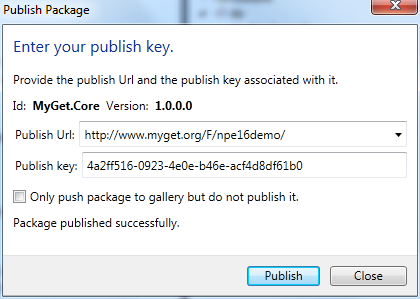 Publish Package
Enter your publish key.
Provide the publish Url and the publish key associated with it.
Id: MyGet.Core Version: 1.0.0.0
Publish Url: http://www.myget.org/F/npe16demo/
Publish key: 4a2ff516-0923-4e0e-b46e-acf4d8df61b0
Only push package to gallery but do not publish it.
Package published successfully.
Publish Close